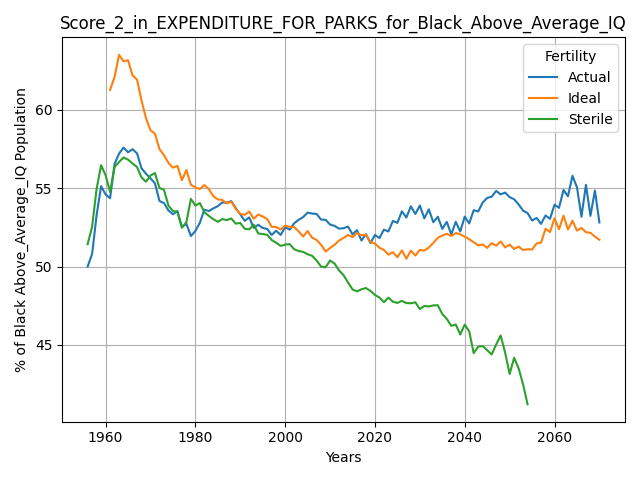 Score_2_in_EXPENDITURE_FOR_PARKS_for_Black_Above_Average_IQ
% of Black Above_Average_IQ Population
60
55
50
45
Fertility
Actual
Ideal
Sterile
1960 1980 2000 2020 2040 2060
Years